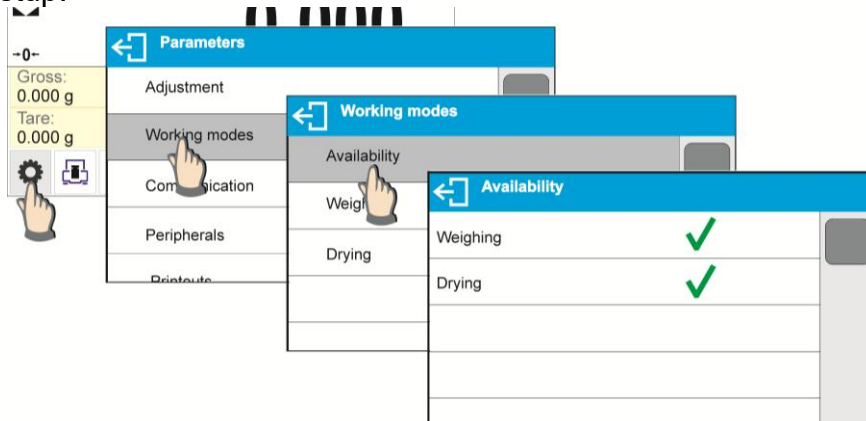 →0←
Gross:
0.000 g
Tare:
0.000 g
Parameters
Adjustment
Working modes
Peripherals
Printouts
Working modes
Availability
Drying
Availability
Weighing
Drying